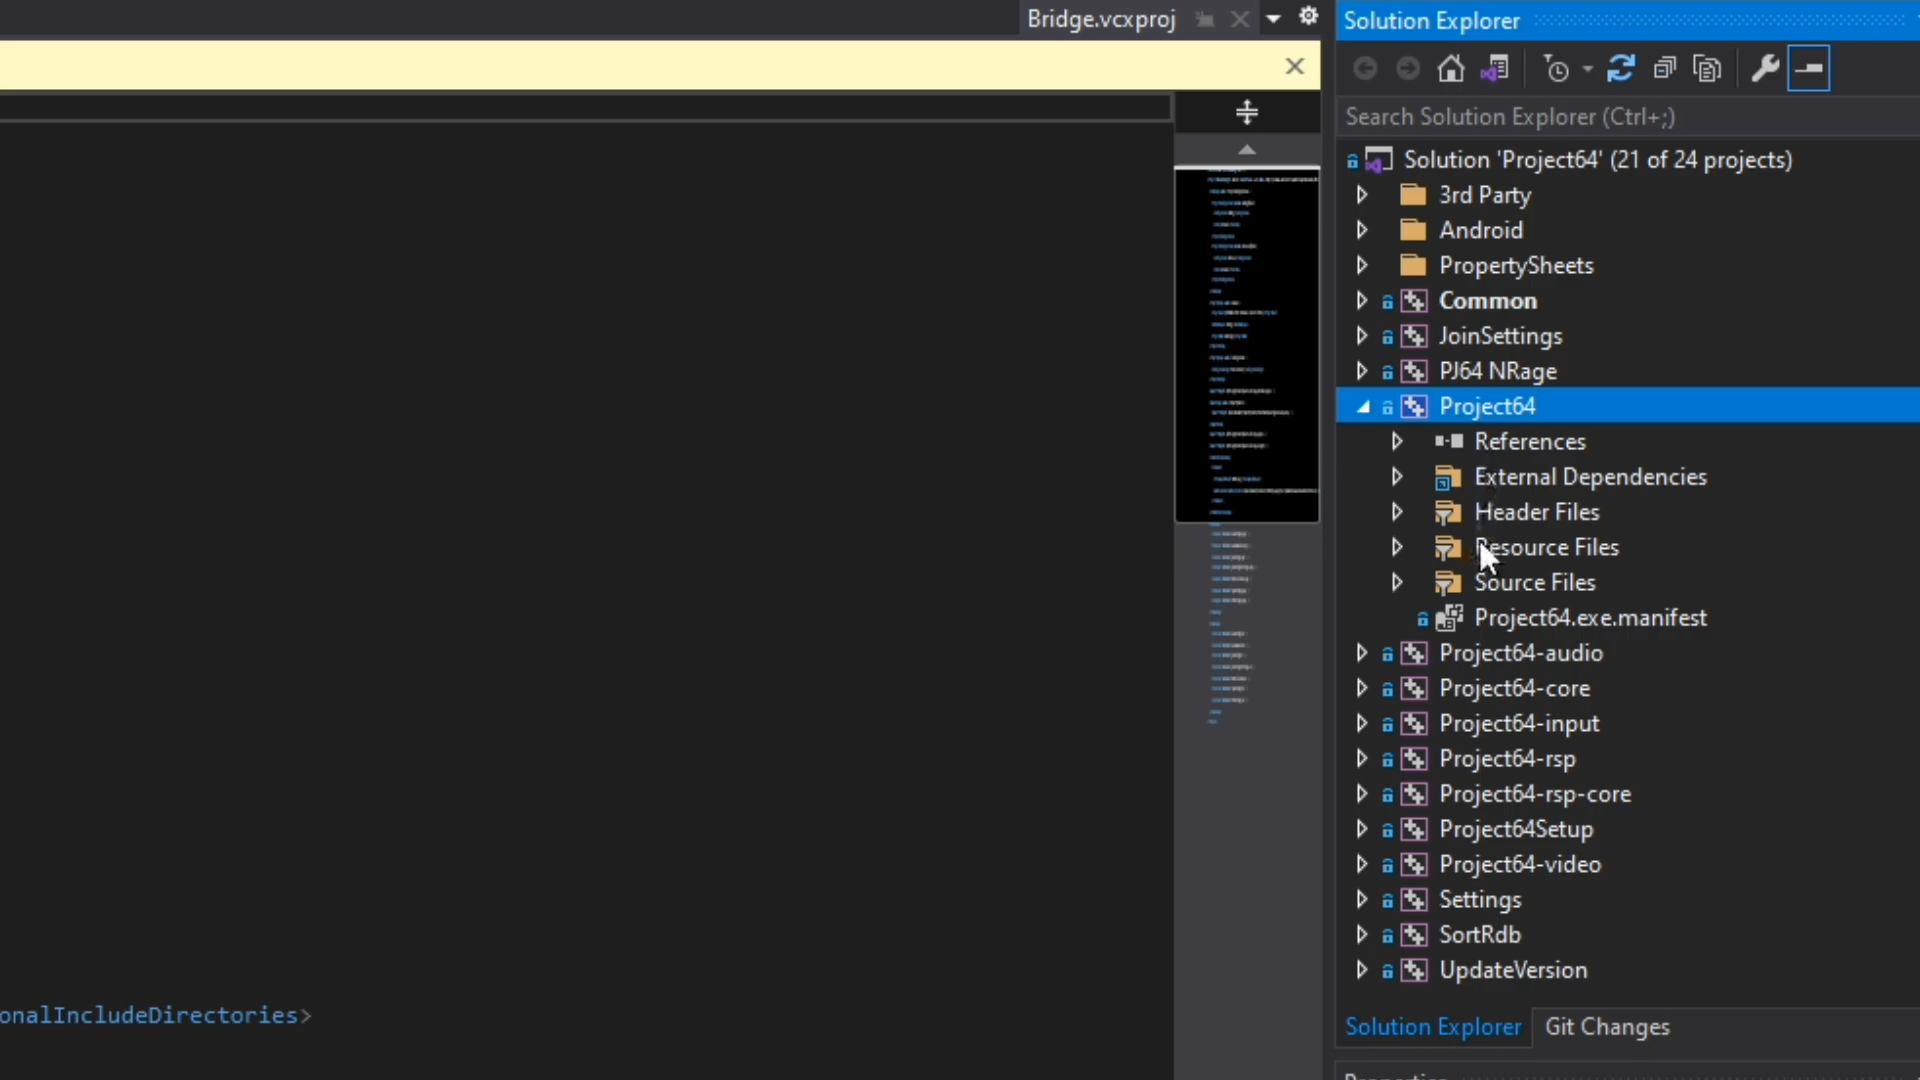 Bridge.vcxproj
Solution Explorer
Search Solution Explorer (Ctrl+;)
Solution 'Project64' (21 of 24 projects)
3rd Party
Android
PropertySheets
Common
JoinSettings
PJ64 NRage
Project64
References
External Dependencies
Header Files
Resource Files
Source Files
Project64.exe.manifest
Project64-audio
Project64-core
Project64-input
Project64-rsp
Project64-rsp-core
Project64Setup
Project64-video
Settings
SortRdb
UpdateVersion
onalIncludeDirectories>
Solution Explorer
Git Changes
Properties